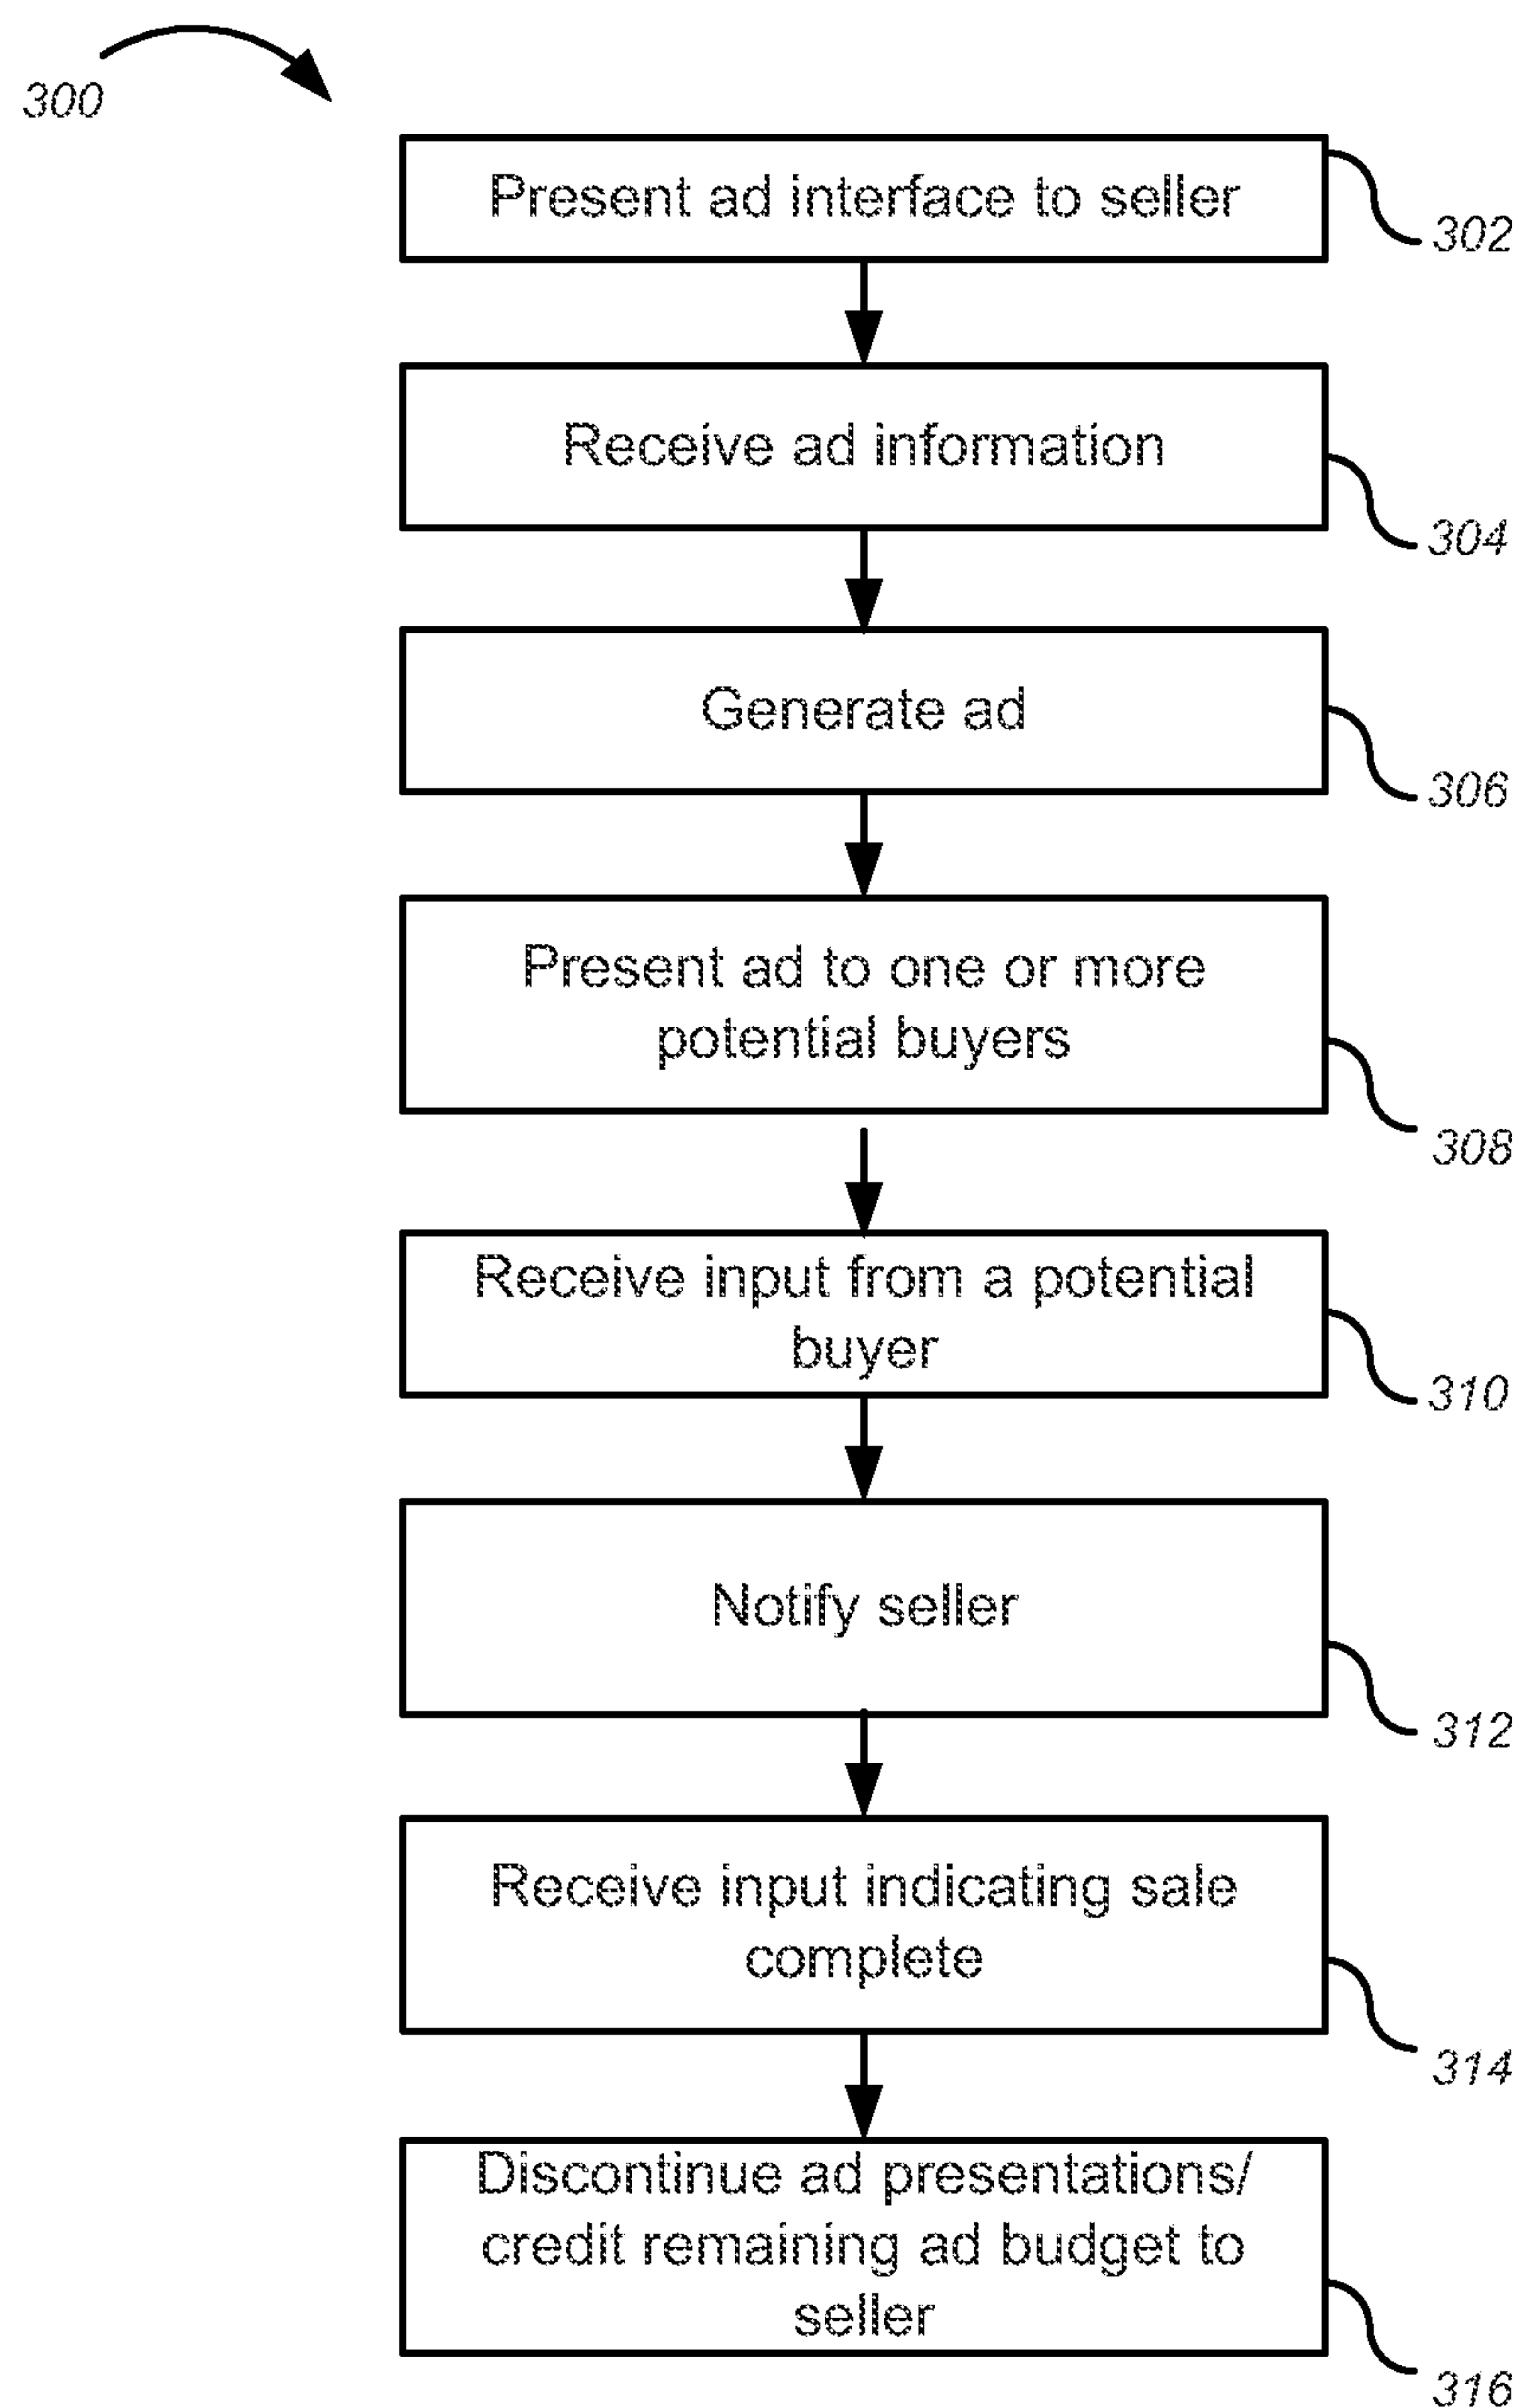 300
Present ad interface to seller
302
Receive ad information
304
Generate ad
306
Present ad to one or more
potential buyers
308
Receive input from a potential
buyer
310
Notify seller
312
Receive input indicating sale
complete
314
Discontinue ad presentations/
credit remaining ad budget to
seller
316